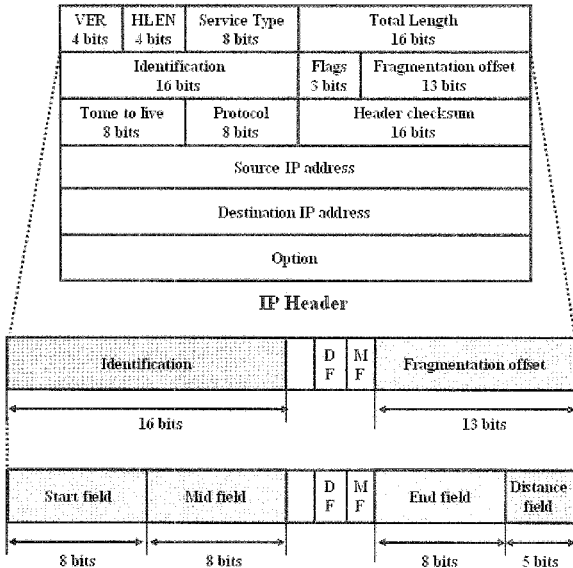 VER HLEN Service Type Total Length
4 bits 4 bits 8 bits 16 bits
Identification Flags Fragmentation offset
16 bits 3 bits 13 bits
Tome to live Protocol Header checksum
8 bits 8 bits 16 bits
Source IP address
Destination IP address
Option
IP Header
Identification D F M F Fragmentation offset
16 bits 13 bits
Start field Mid field D F M F End field Distance field
8 bits 8 bits 8 bits 5 bits